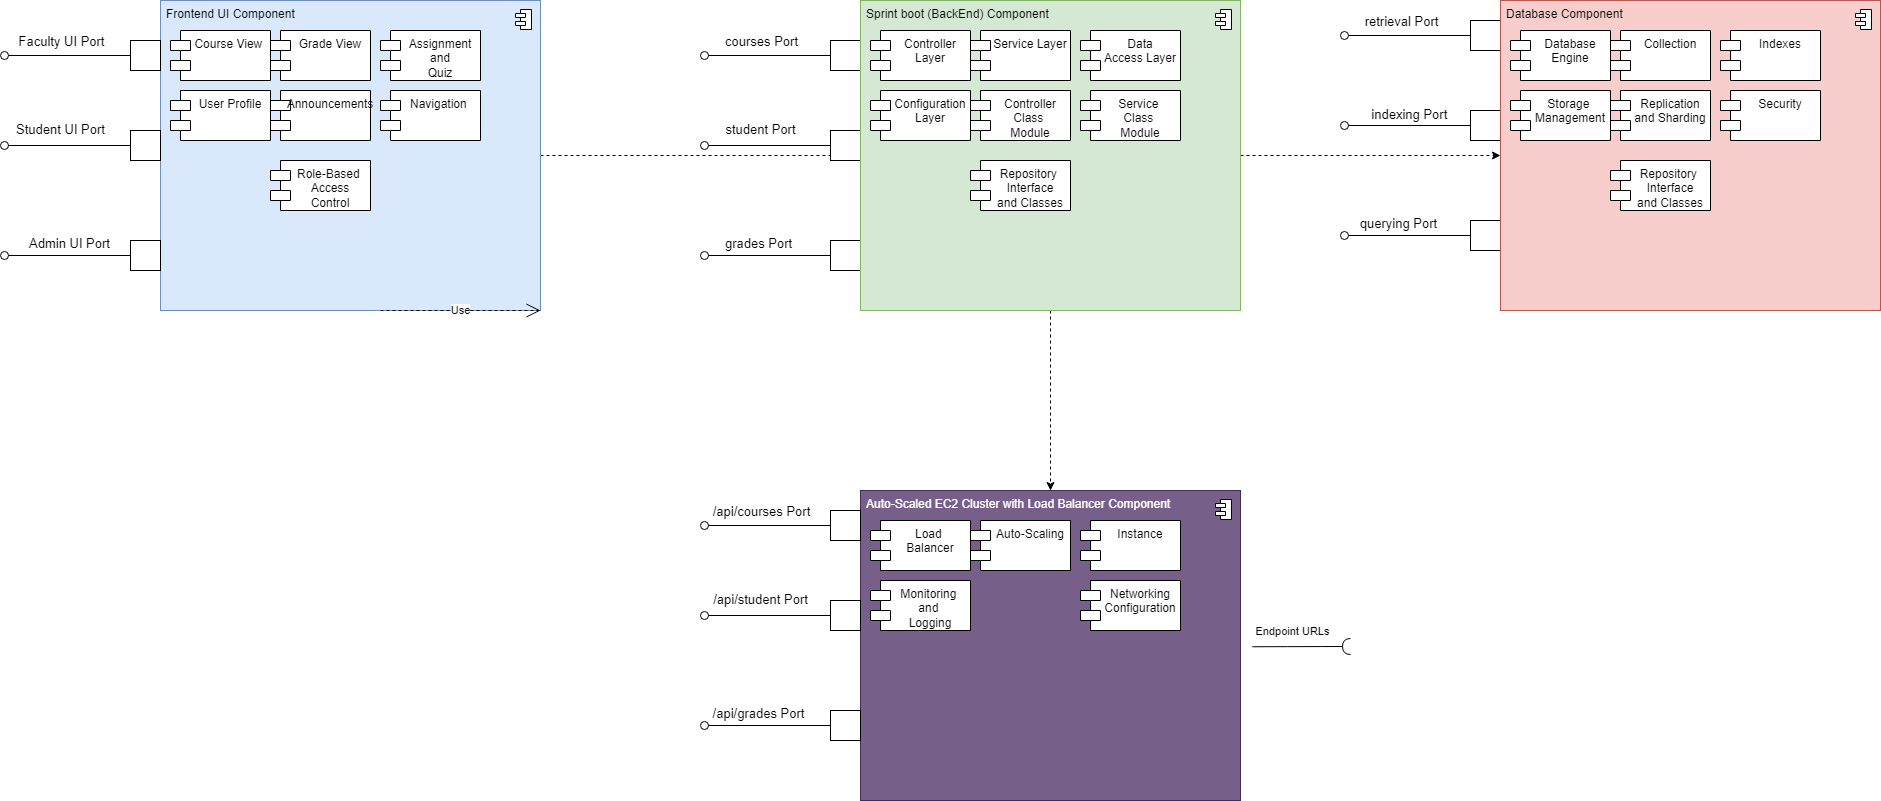 Frontend UI Component
Faculty UI Port
Course View
Grade View
Assignment
and
Quiz
User Profile
Announcements
Navigation
Student UI Port
Role-Based
Access
Control
Admin UI Port
Use
Sprint boot (BackEnd) Component
courses Port
Controller
Layer
Service Layer
Data
Access Layer
Configuration
Layer
Controller
Class
Module
Service
Class
Module
student Port
Repository
Interface
and Classes
grades Port
Database Component
retrieval Port
Database
Engine
Collection
Indexes
Storage
Management
Replication
and Sharding
Security
indexing Port
Repository
Interface
and Classes
querying Port
Auto-Scaled EC2 Cluster with Load Balancer Component
/api/courses Port
Load
Balancer
Auto-Scaling
Instance
Monitoring
and
Logging
Networking
Configuration
/api/student Port
/api/grades Port
Endpoint URLs